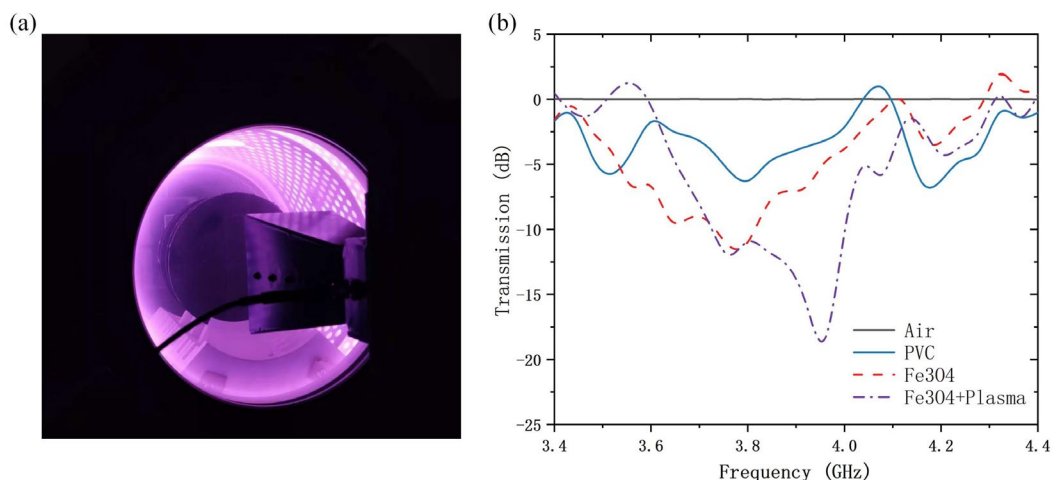 (a)
(b)
5
0
-5
-10
-15
-20
-25
Transmission (dB)
Air
PVC
Fe304
Fe304+Plasma
3.4
3.6
3.8
4.0
4.2
4.4
Frequency (GHz)